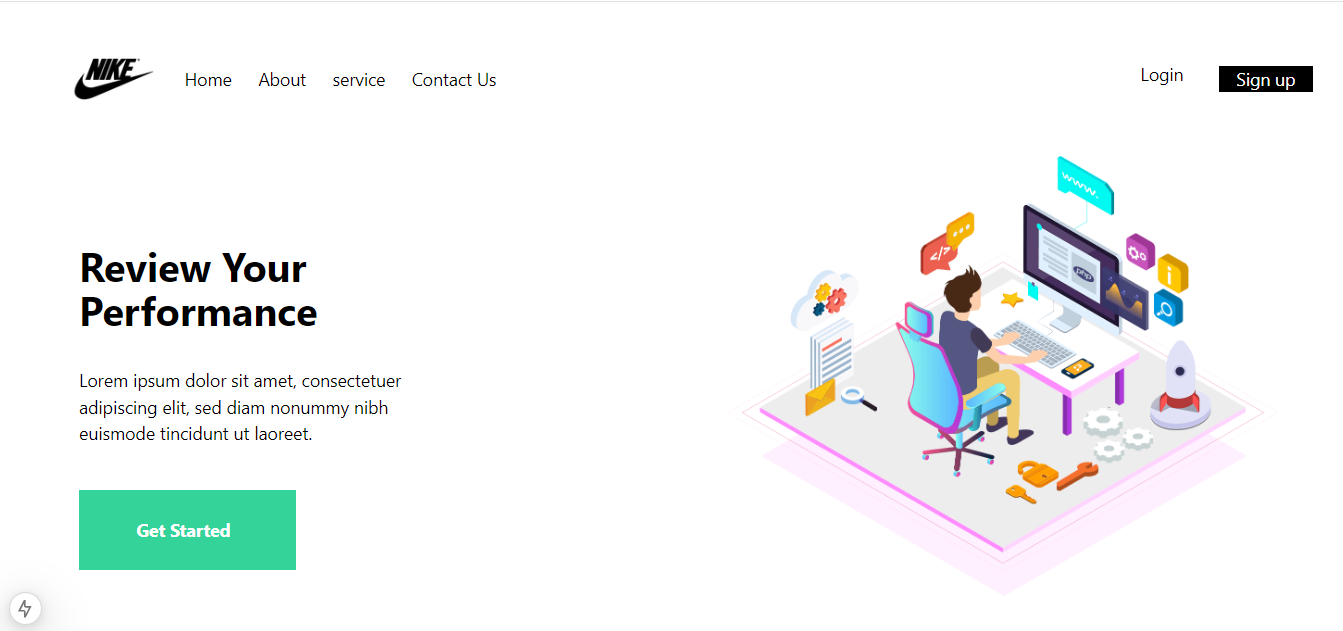 NIKE
Home About service Contact Us
Login Sign up
www.
</>
php
i
Review Your
Performance
Lorem ipsum dolor sit amet, consectetuer
adipiscing elit, sed diam nonummy nibh
euismode tincidunt ut laoreet.
Get Started